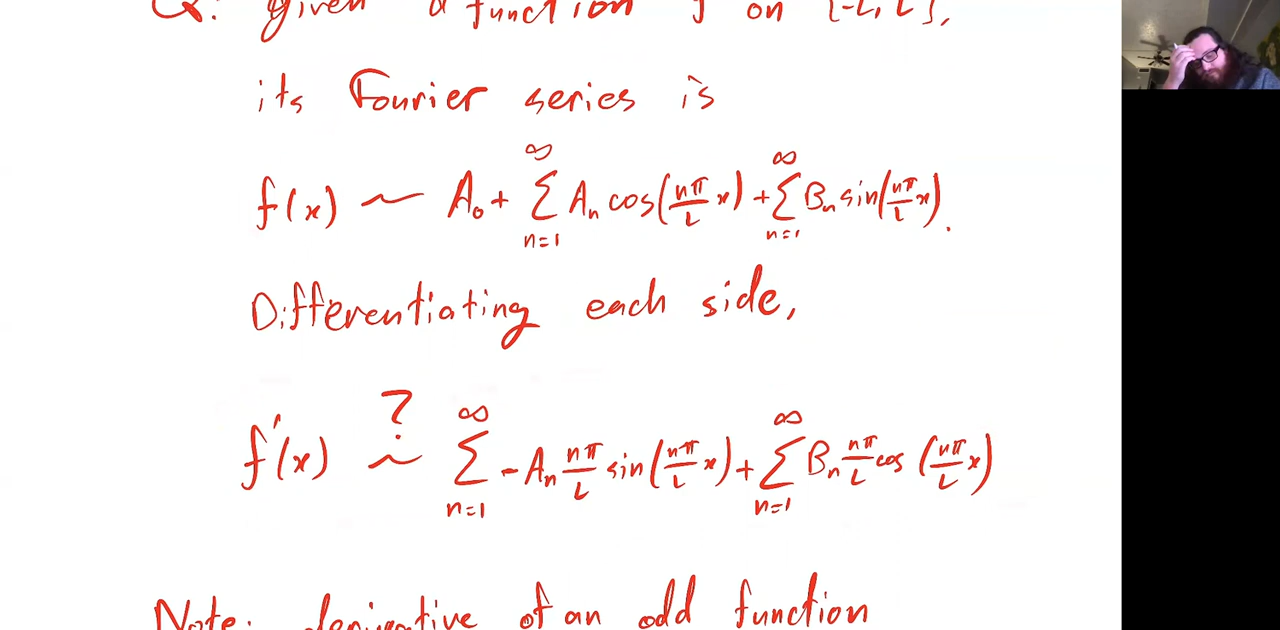 Q: given a function f on [-L, L],
its Fourier series is
f(x) ~ A₀ + ∑_{n=1}^{∞} Aₙ cos(nπ/L x) + ∑_{n=1}^{∞} Bₙ sin(nπ/L x).
Differentiating each side,
f'(x) ~^? ∑_{n=1}^{∞} -Aₙ nπ/L sin(nπ/L x) + ∑_{n=1}^{∞} Bₙ nπ/L cos(nπ/L x)
Note: derivative of an odd function